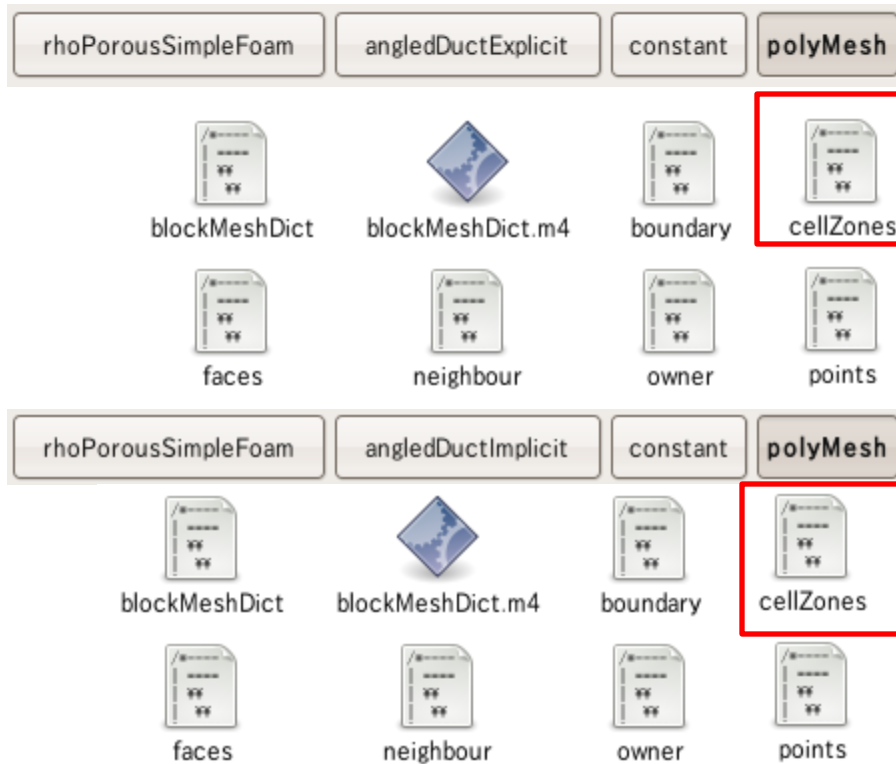 rhoPorousSimpleFoam angledDuctExplicit constant polyMesh
blockMeshDict blockMeshDict.m4 boundary cellZones
faces neighbour owner points
rhoPorousSimpleFoam angledDuctImplicit constant polyMesh
blockMeshDict blockMeshDict.m4 boundary cellZones
faces neighbour owner points